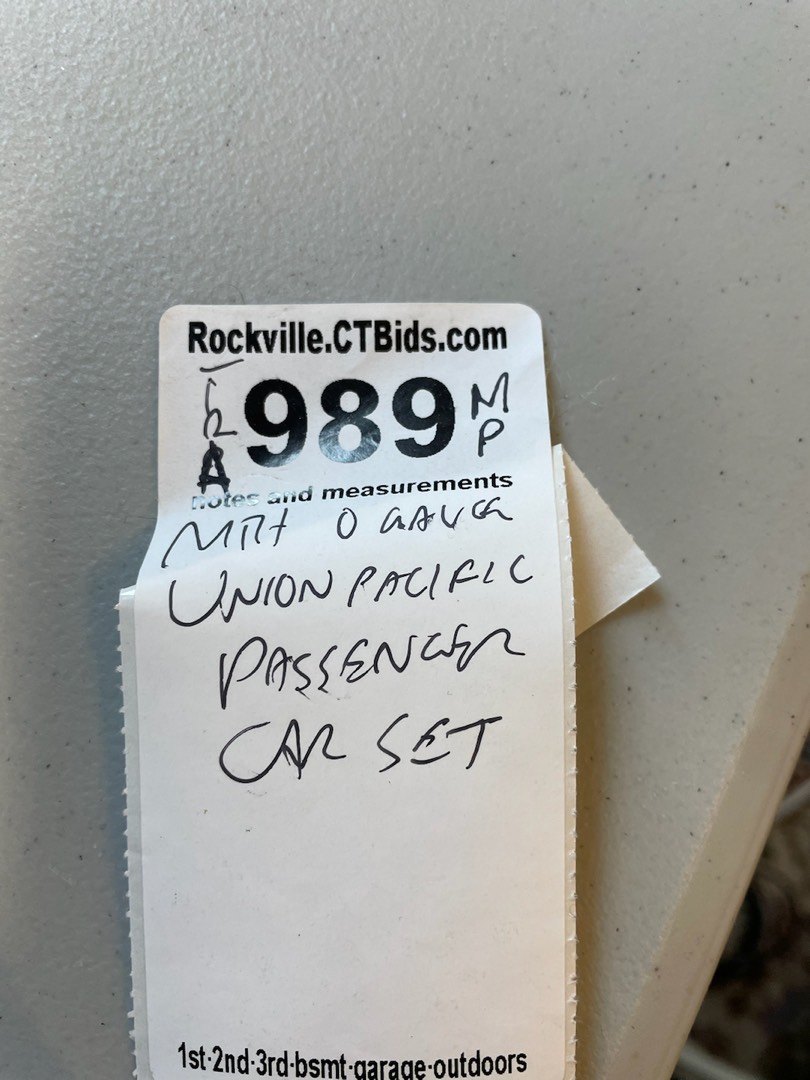 Rockville.CTBids.com
989 M
P
A
notes and measurements
MTH O GAUGE
UNION PACIFIC
PASSENGER
CAR SET
1st·2nd·3rd·bsmt·garage·outdoors